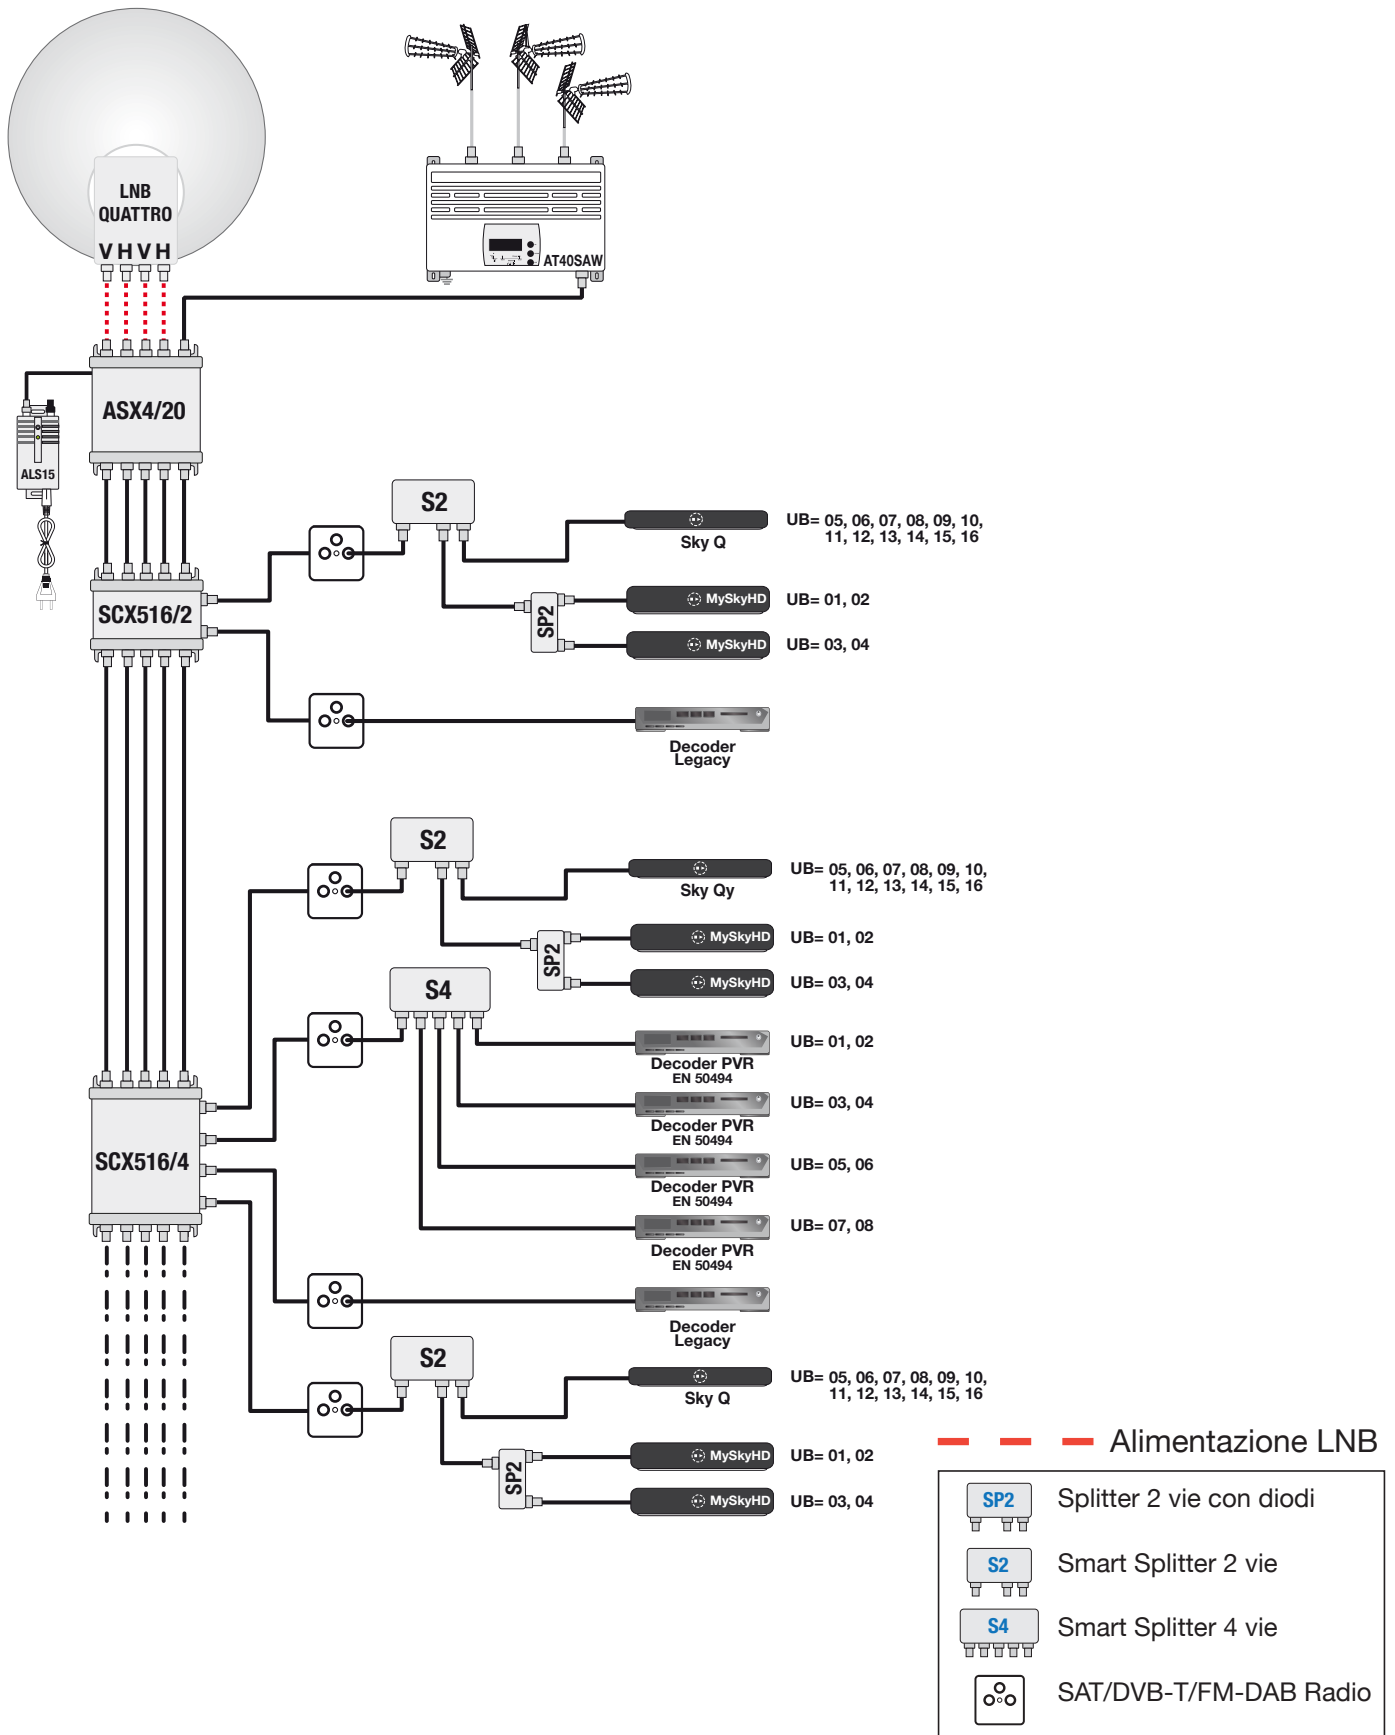 LNB
QUATTRO
V H V H
AT40SAW
ASX4/20
ALS15
S2
Sky Q
UB= 05, 06, 07, 08, 09, 10,
11, 12, 13, 14, 15, 16
SCX516/2
SP2
MySkyHD
UB= 01, 02
MySkyHD
UB= 03, 04
Decoder
Legacy
S2
Sky Qy
UB= 05, 06, 07, 08, 09, 10,
11, 12, 13, 14, 15, 16
SP2
MySkyHD
UB= 01, 02
MySkyHD
UB= 03, 04
S4
Decoder PVR
EN 50494
UB= 01, 02
Decoder PVR
EN 50494
UB= 03, 04
SCX516/4
Decoder PVR
EN 50494
UB= 05, 06
Decoder PVR
EN 50494
UB= 07, 08
Decoder
Legacy
S2
Sky Q
UB= 05, 06, 07, 08, 09, 10,
11, 12, 13, 14, 15, 16
SP2
MySkyHD
UB= 01, 02
MySkyHD
UB= 03, 04
Alimentazione LNB
SP2
Splitter 2 vie con diodi
S2
Smart Splitter 2 vie
S4
Smart Splitter 4 vie
SAT/DVB-T/FM-DAB Radio